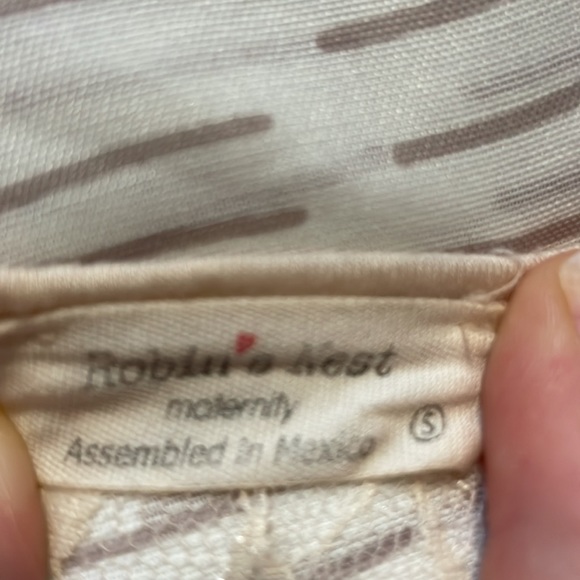 Robin's Nest
maternity
Assembled in Mexico
S